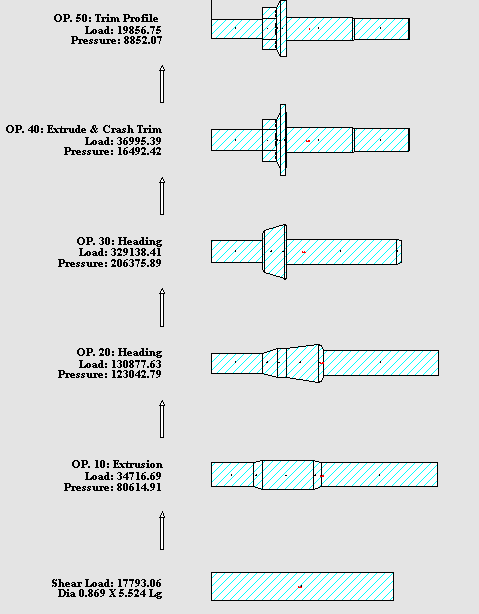 OP. 50: Trim Profile
Load: 19856.75
Pressure: 8852.07
OP. 40: Extrude & Crash Trim
Load: 36995.39
Pressure: 16492.42
OP. 30: Heading
Load: 329138.41
Pressure: 206375.89
OP. 20: Heading
Load: 130877.63
Pressure: 123042.79
OP. 10: Extrusion
Load: 34716.69
Pressure: 80614.91
Shear Load: 17793.06
Dia 0.869 X 5.524 Lg